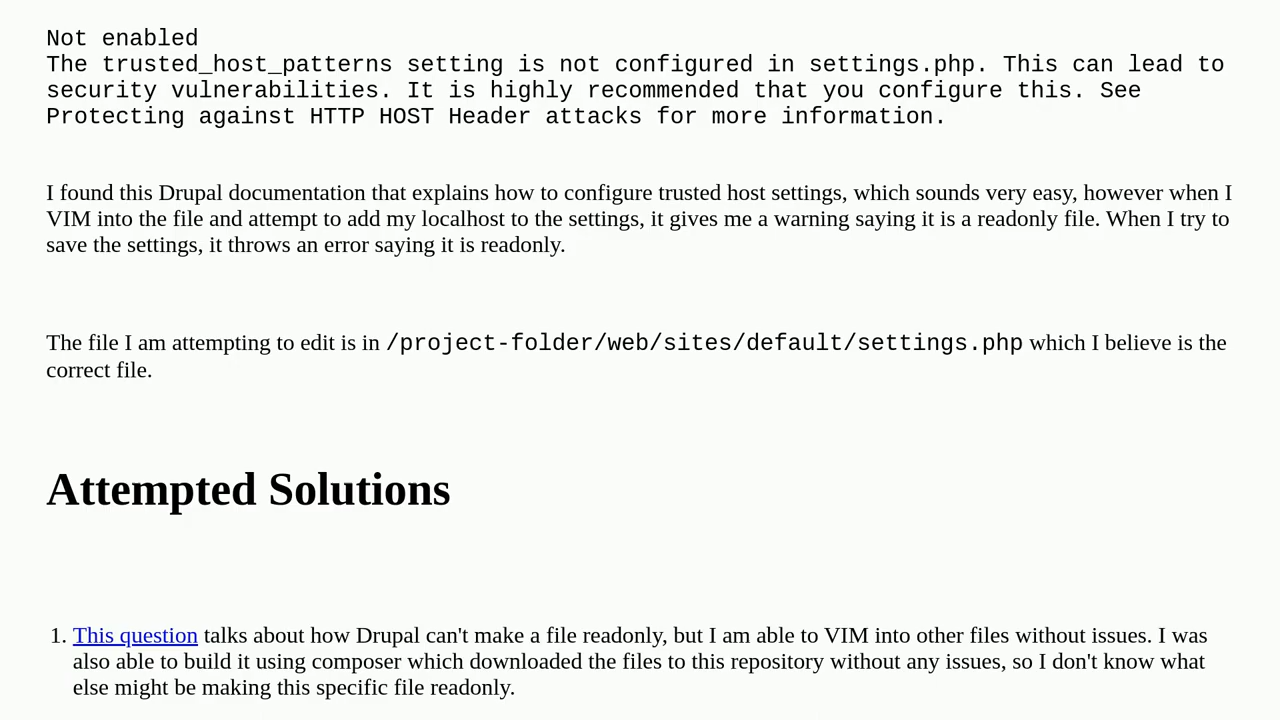 Not enabled
The trusted_host_patterns setting is not configured in settings.php. This can lead to
security vulnerabilities. It is highly recommended that you configure this. See
Protecting against HTTP HOST Header attacks for more information.
I found this Drupal documentation that explains how to configure trusted host settings, which sounds very easy, however when I
VIM into the file and attempt to add my localhost to the settings, it gives me a warning saying it is a readonly file. When I try to
save the settings, it throws an error saying it is readonly.
The file I am attempting to edit is in /project-folder/web/sites/default/settings.php which I believe is the
correct file.
Attempted Solutions
1. This question talks about how Drupal can't make a file readonly, but I am able to VIM into other files without issues. I was
also able to build it using composer which downloaded the files to this repository without any issues, so I don't know what
else might be making this specific file readonly.